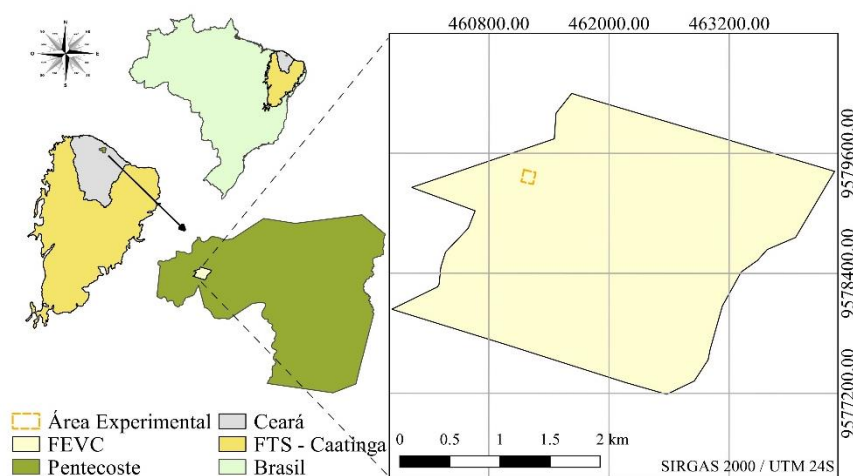 460800.00 462000.00 463200.00
N
O E
S
9579600.00
9578400.00
9577200.00
Área Experimental
FEVC
Pentecoste
Ceará
FTS - Caatinga
Brasil
0 0.5 1 1.5 2 km
SIRGAS 2000 / UTM 24S